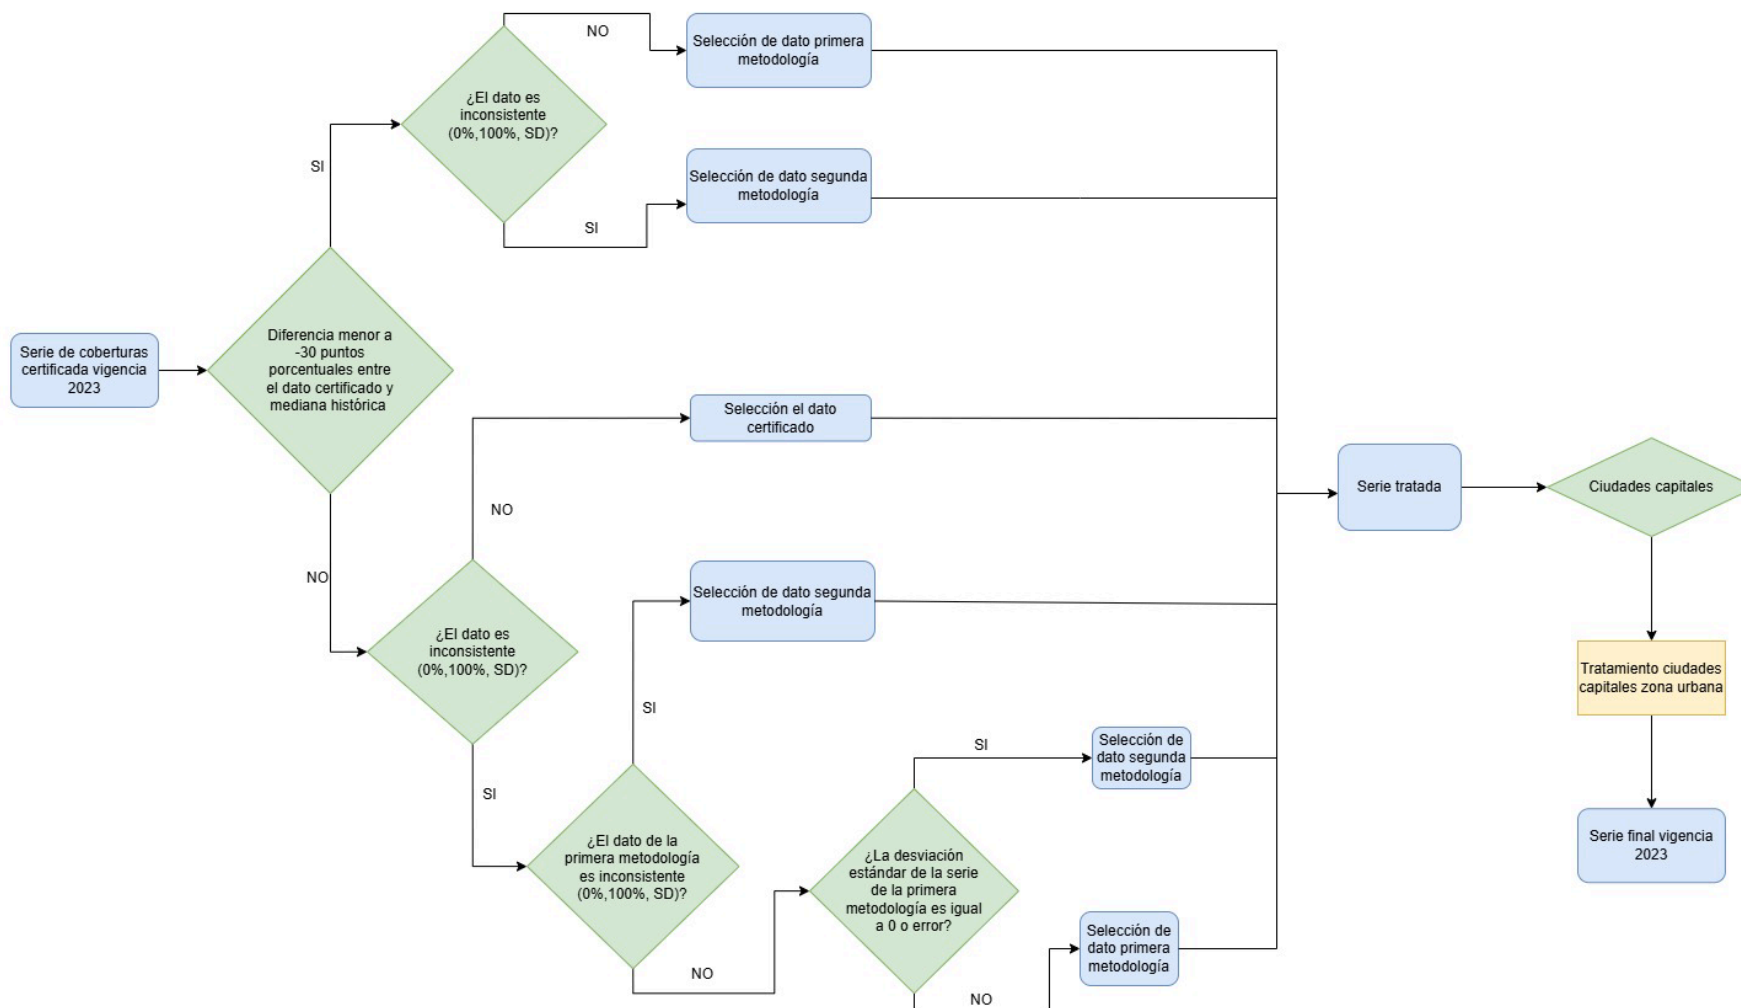 NO
Selección de dato primera
metodología
¿El dato es
inconsistente
(0%,100%, SD)?
SI
Selección de dato segunda
metodología
SI
Serie de coberturas
certificada vigencia
2023
Diferencia menor a
-30 puntos
porcentuales entre
el dato certificado y
mediana histórica
Selección el dato
certificado
NO
Serie tratada
Ciudades capitales
NO
¿El dato es
inconsistente
(0%,100%, SD)?
Selección de dato segunda
metodología
SI
SI
Tratamiento ciudades
capitales zona urbana
¿El dato de la
primera metodología
es inconsistente
(0%,100%, SD)?
NO
¿La desviación
estándar de la serie
de la primera
metodología es igual
a 0 o error?
SI
Selección de
dato segunda
metodología
NO
Selección de
dato primera
metodología
Serie final vigencia
2023